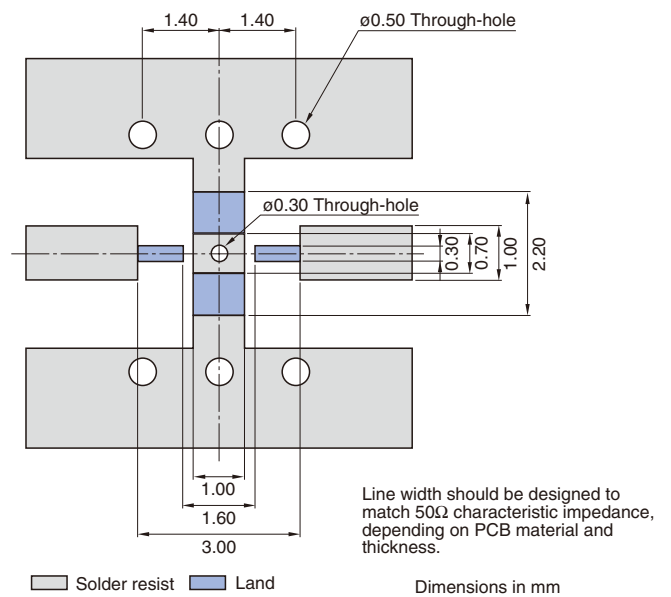 1.40 1.40
ø0.50 Through-hole
ø0.30 Through-hole
0.30
0.70
1.00
2.20
1.00
1.60
3.00
Line width should be designed to
match 50Ω characteristic impedance,
depending on PCB material and
thickness.
Solder resist Land
Dimensions in mm